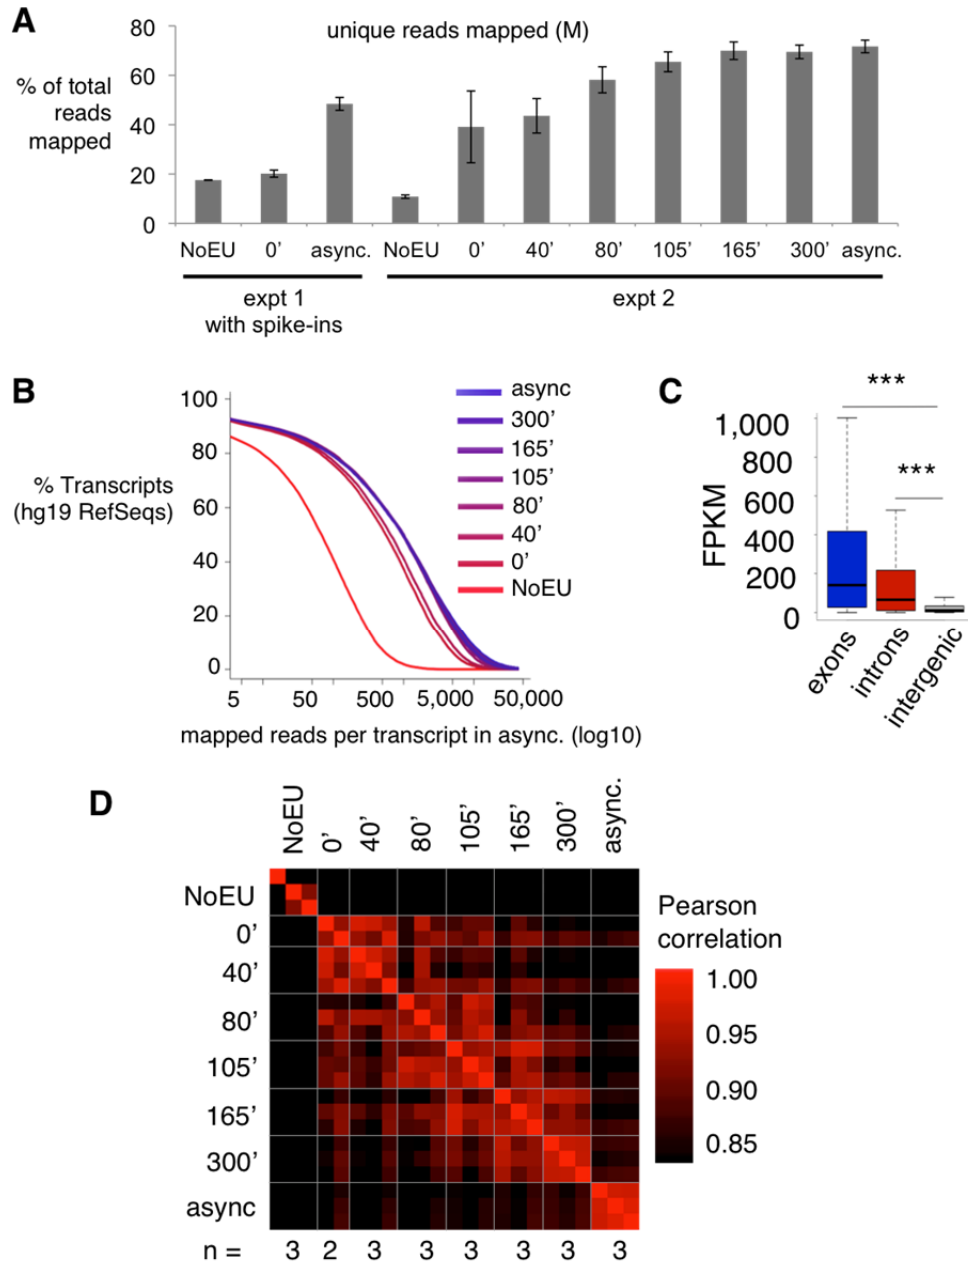 A
unique reads mapped (M)
% of total
reads
mapped
80
60
40
20
0
NoEU 0’ async. NoEU 0’ 40’ 80’ 105’ 165’ 300’ async.
expt 1
with spike-ins
expt 2
B
% Transcripts
(hg19 RefSeqs)
100
80
60
40
20
0
5 50 500 5,000 50,000
mapped reads per transcript in async. (log10)
async
300’
165’
105’
80’
40’
0’
NoEU
C
***
***
FPKM
1,000
800
600
400
200
0
exons
introns
intergenic
D
NoEU 0’ 40’ 80’ 105’ 165’ 300’ async.
NoEU
0’
40’
80’
105’
165’
300’
async
n = 3 2 3 3 3 3 3 3
Pearson
correlation
1.00
0.95
0.90
0.85